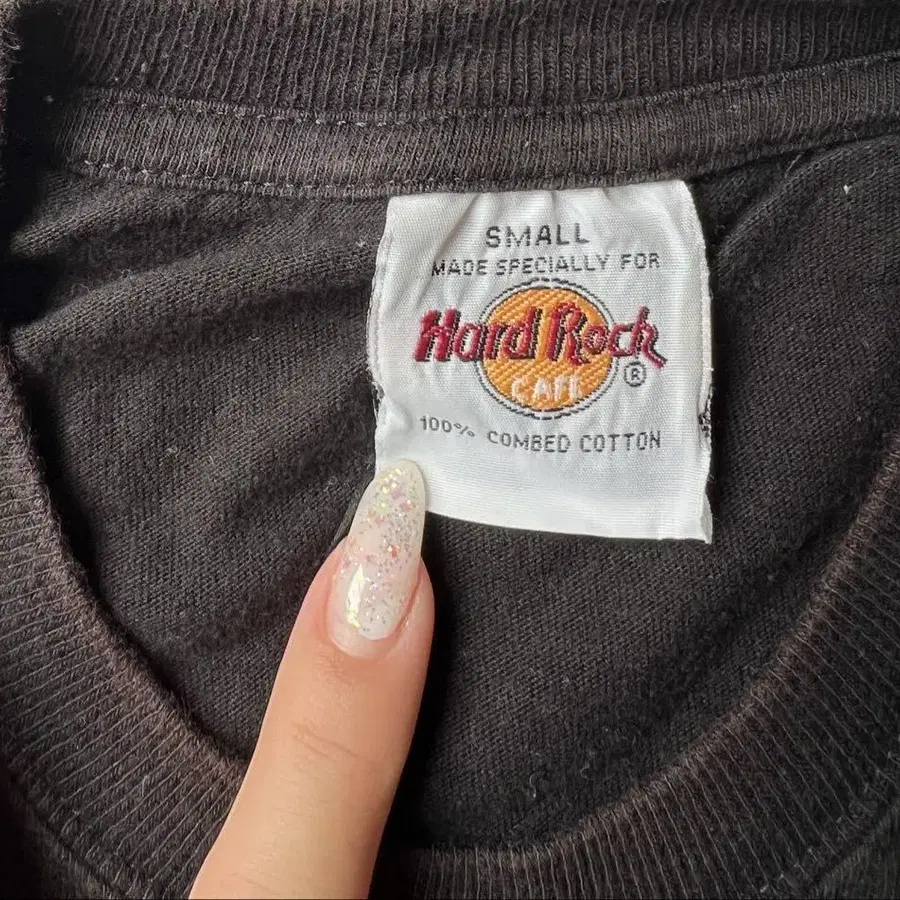 SMALL
MADE SPECIALLY FOR
Hard Rock
CAFE
®
100% COMBED COTTON